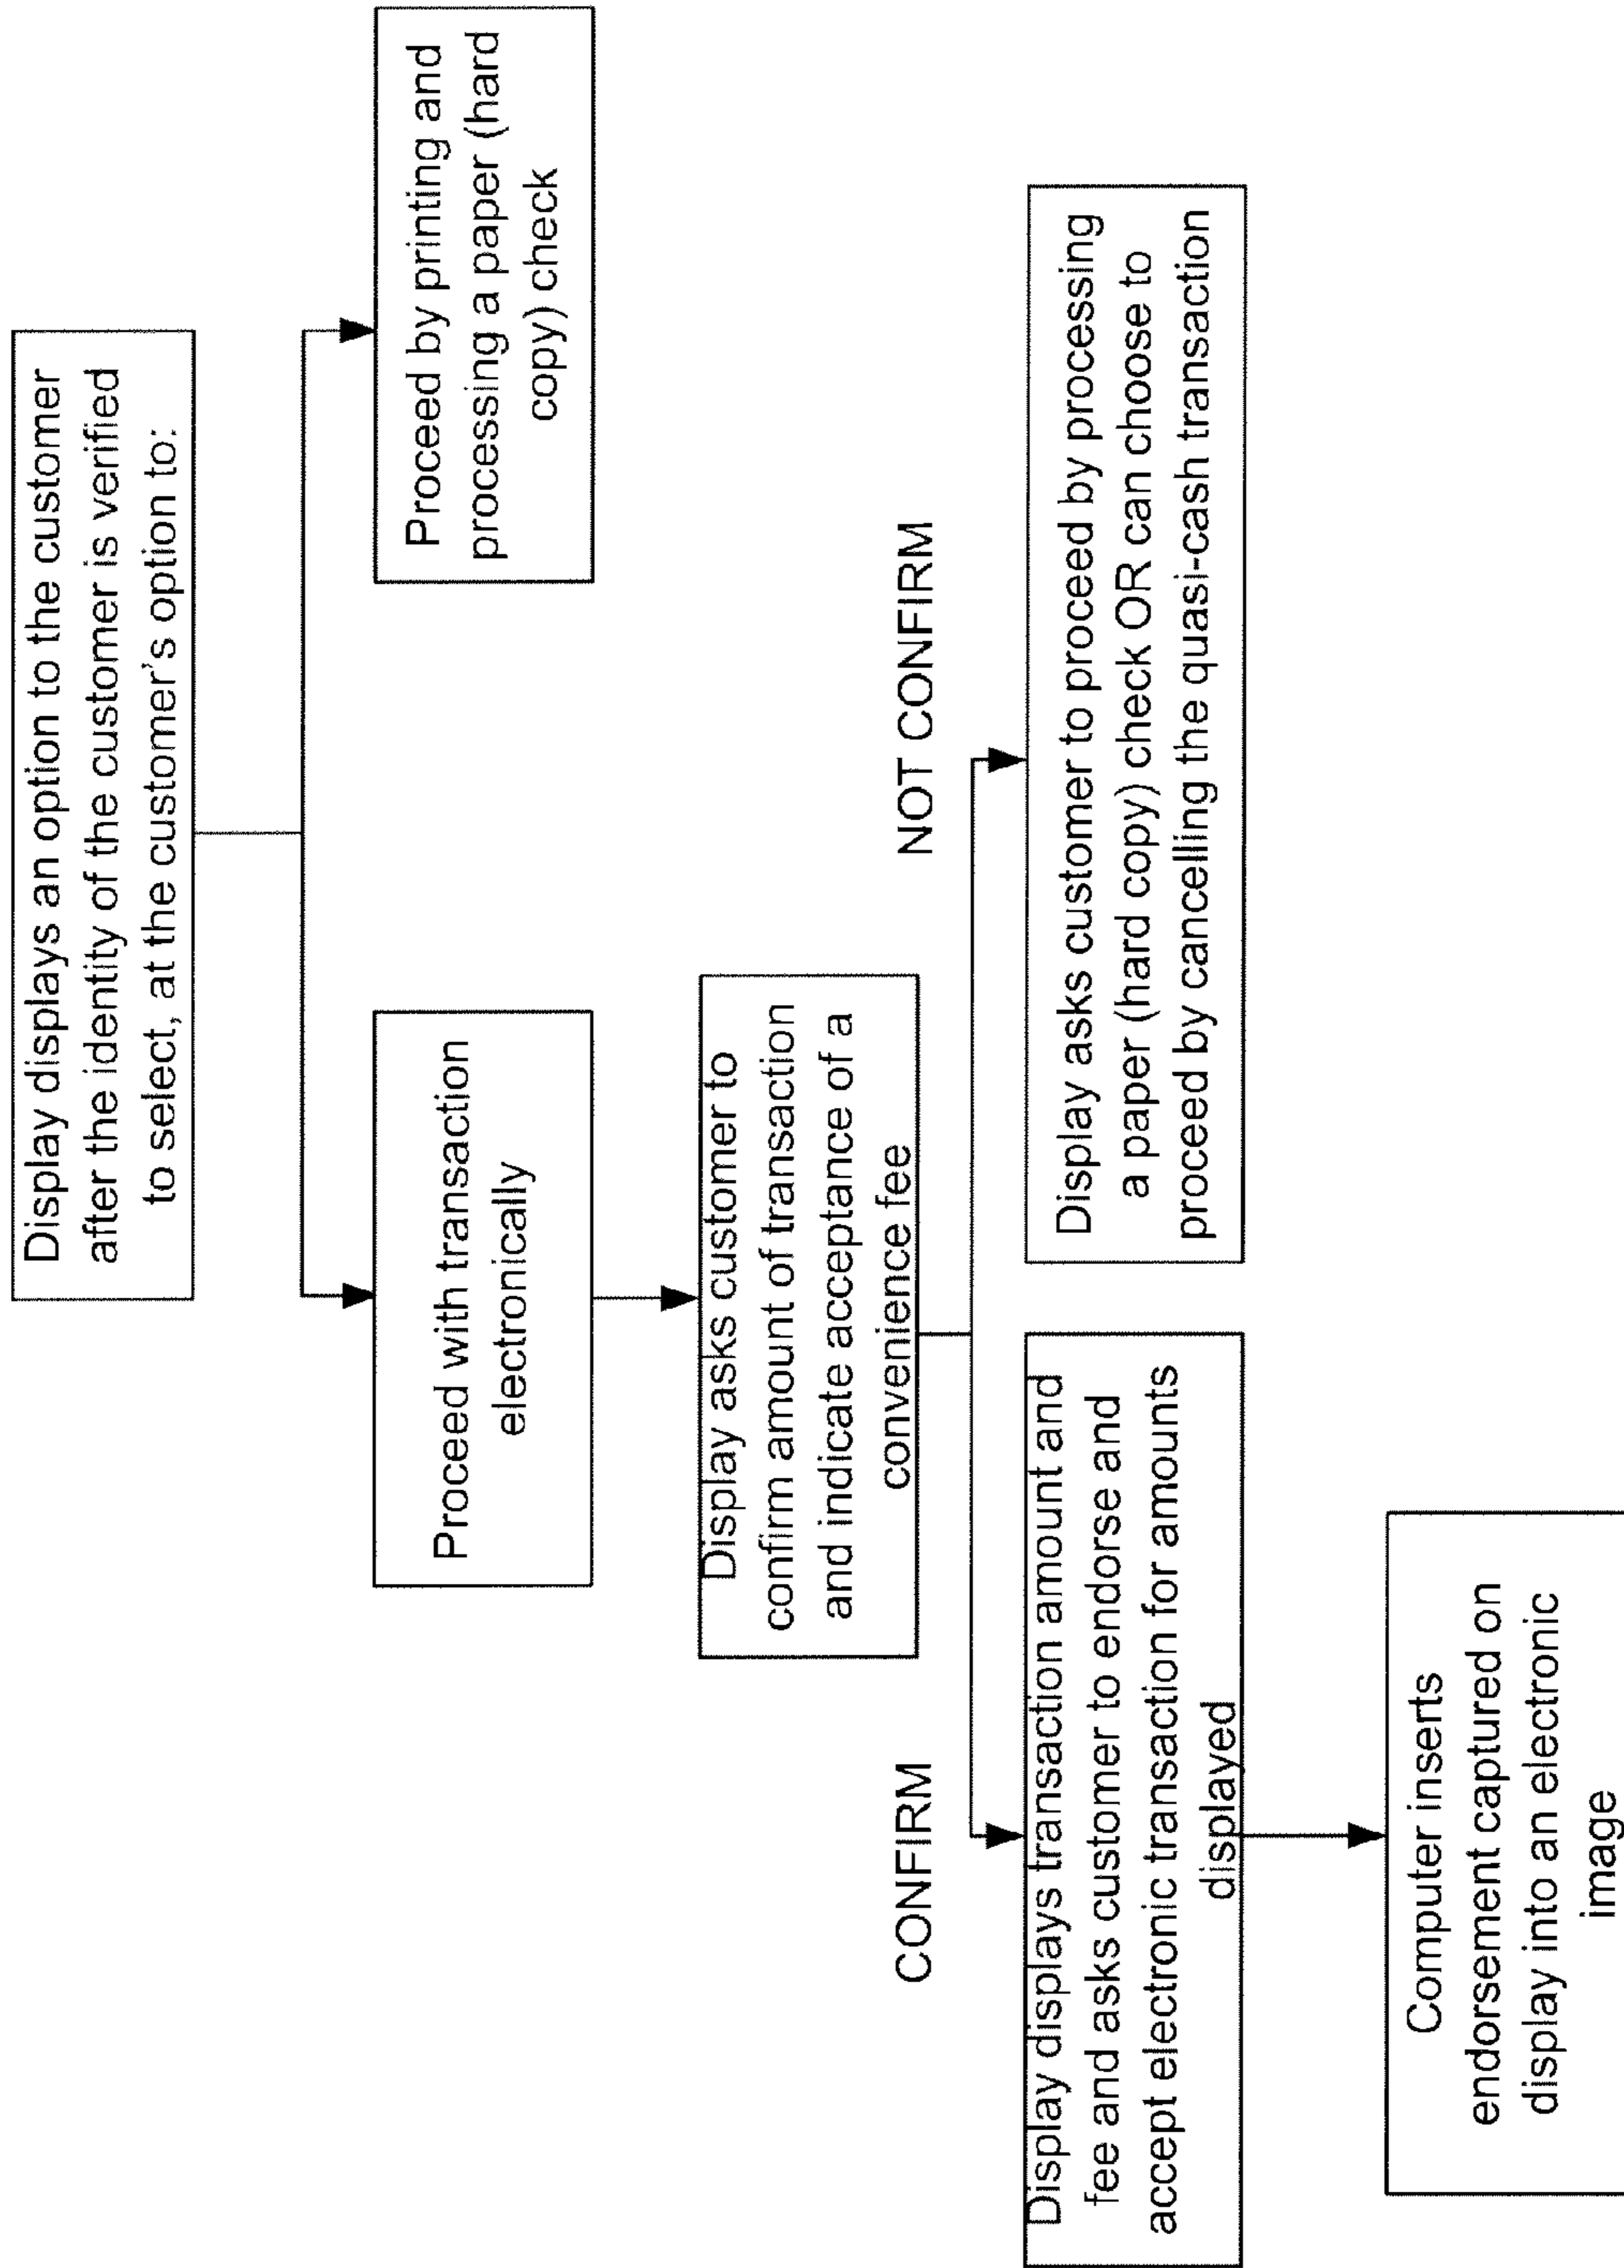 Display displays an option to the customer
after the identity of the customer is verified
to select, at the customer's option to:
Proceed with transaction
electronically
Proceed by printing and
processing a paper (hard
copy) check
Display asks customer to
confirm amount of transaction
and indicate acceptance of a
convenience fee
CONFIRM
NOT CONFIRM
Display displays transaction amount and
fee and asks customer to endorse and
accept electronic transaction for amounts
displayed
Display asks customer to proceed by processing
a paper (hard copy) check OR can choose to
proceed by cancelling the quasi-cash transaction
Computer inserts
endorsement captured on
display into an electronic
image